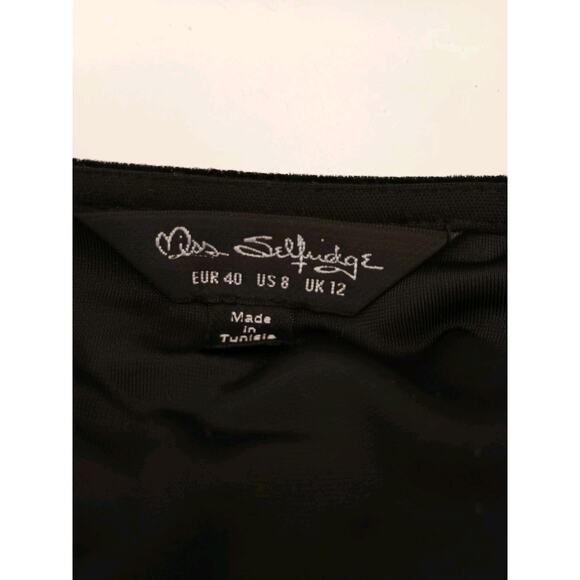 Miss Selfridge
EUR 40 US 8 UK 12
Made
in
Tunisia